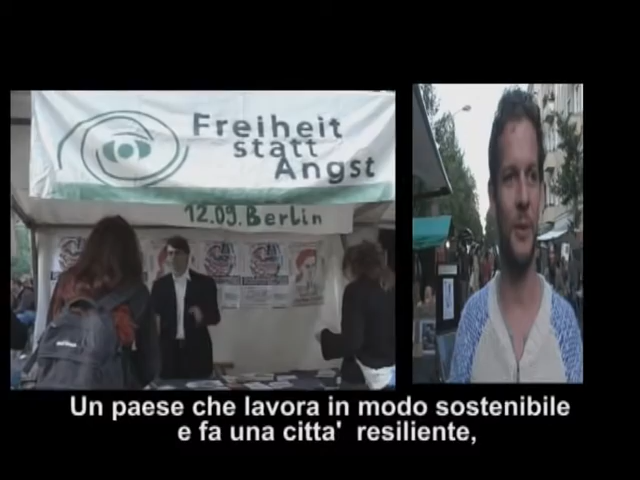 Freiheit
statt
Angst
12.09. Berlin
Un paese che lavora in modo sostenibile
e fa una citta' resiliente,